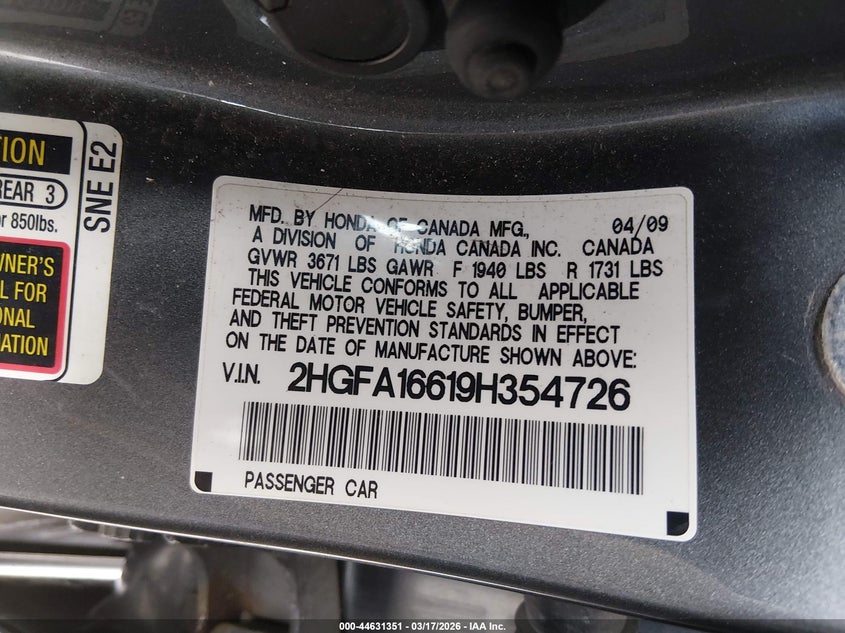 TION
REAR 3
or 850lbs.
WNER'S
L FOR
ONAL
MATION
SNE E2
MFD. BY HONDA OF CANADA MFG., 04/09
A DIVISION OF HONDA CANADA INC. CANADA
GVWR 3671 LBS GAWR F 1940 LBS R 1731 LBS
THIS VEHICLE CONFORMS TO ALL APPLICABLE
FEDERAL MOTOR VEHICLE SAFETY, BUMPER,
AND THEFT PREVENTION STANDARDS IN EFFECT
ON THE DATE OF MANUFACTURE SHOWN ABOVE:
V.I.N. 2HGFA16619H354726
PASSENGER CAR
000-44631351 | 03/17/2026 | IAA Inc.